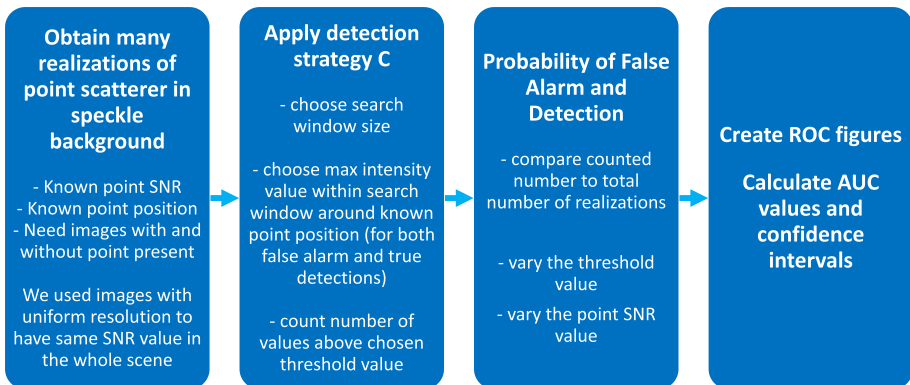 Obtain many
realizations of
point scatterer in
speckle
background
- Known point SNR
- Known point position
- Need images with and
without point present
We used images with
uniform resolution to
have same SNR value in
the whole scene
Apply detection
strategy C
- choose search
window size
- choose max intensity
value within search
window around known
point position (for both
false alarm and true
detections)
- count number of
values above chosen
threshold value
Probability of False
Alarm and
Detection
- compare counted
number to total
number of realizations
- vary the threshold
value
- vary the point SNR
value
Create ROC figures
Calculate AUC
values and
confidence
intervals